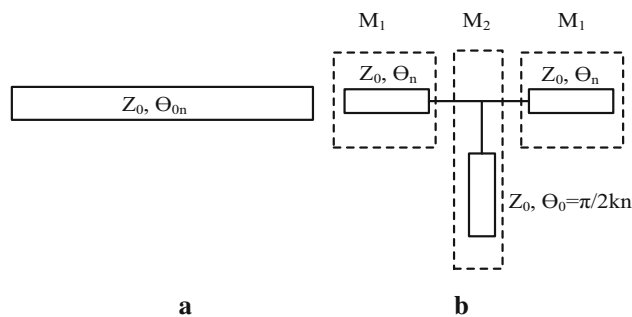 M₁ M₂ M₁
Z₀, Θₙ Z₀, Θₙ
Z₀, Θ₀ₙ
Z₀, Θ₀=π/2kn
a b